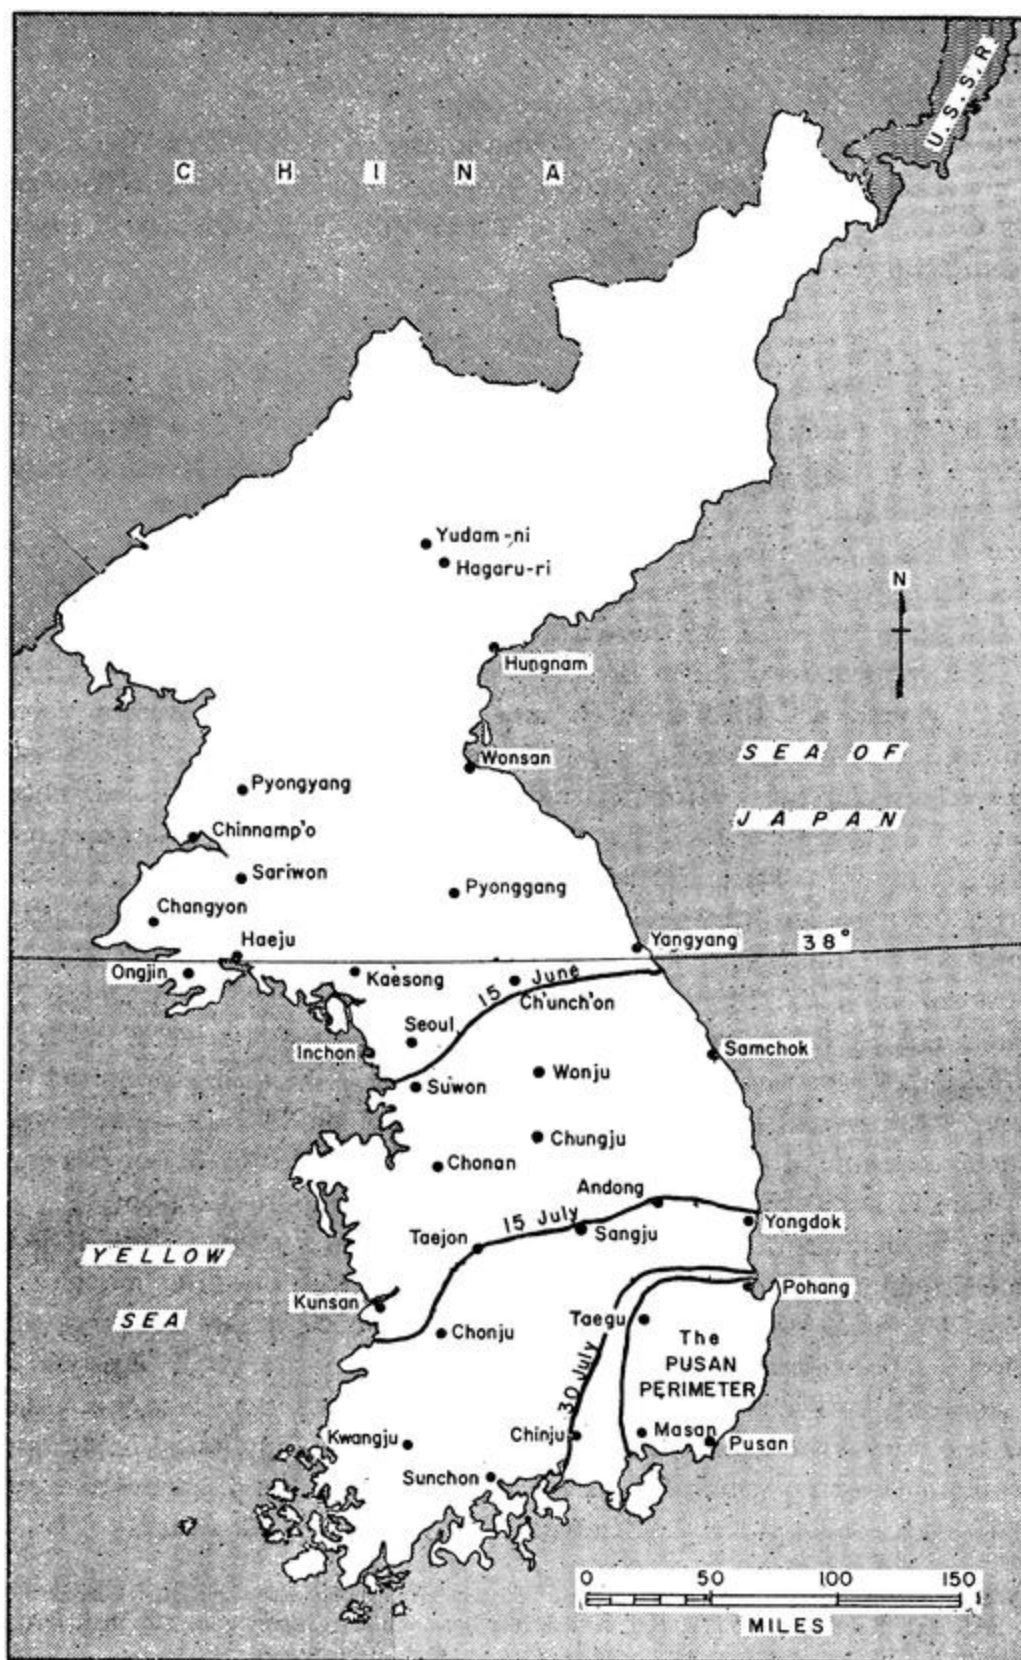 U.S.S.R
CHINA
Yudam-ni
Hagaru-ri
N
Hungnam
SEA OF
JAPAN
Wonsan
Pyongyang
Chinnamp'o
Sariwon
Pyonggang
Changyon
Haeju
Yangyang
38°
Ongjin
Kaesong
15 June
Ch'unch'on
Seoul
Inchon
Samchok
Suwon
Wonju
Chungju
Chonan
Andong
15 July
Yongdok
Taejon
Sangju
YELLOW
SEA
Kunsan
Pohang
Chonju
Taegu
The
PUSAN
PERIMETER
30 July
Kwangju
Chinju
Masan
Pusan
Sunchon
0 50 100 150
MILES